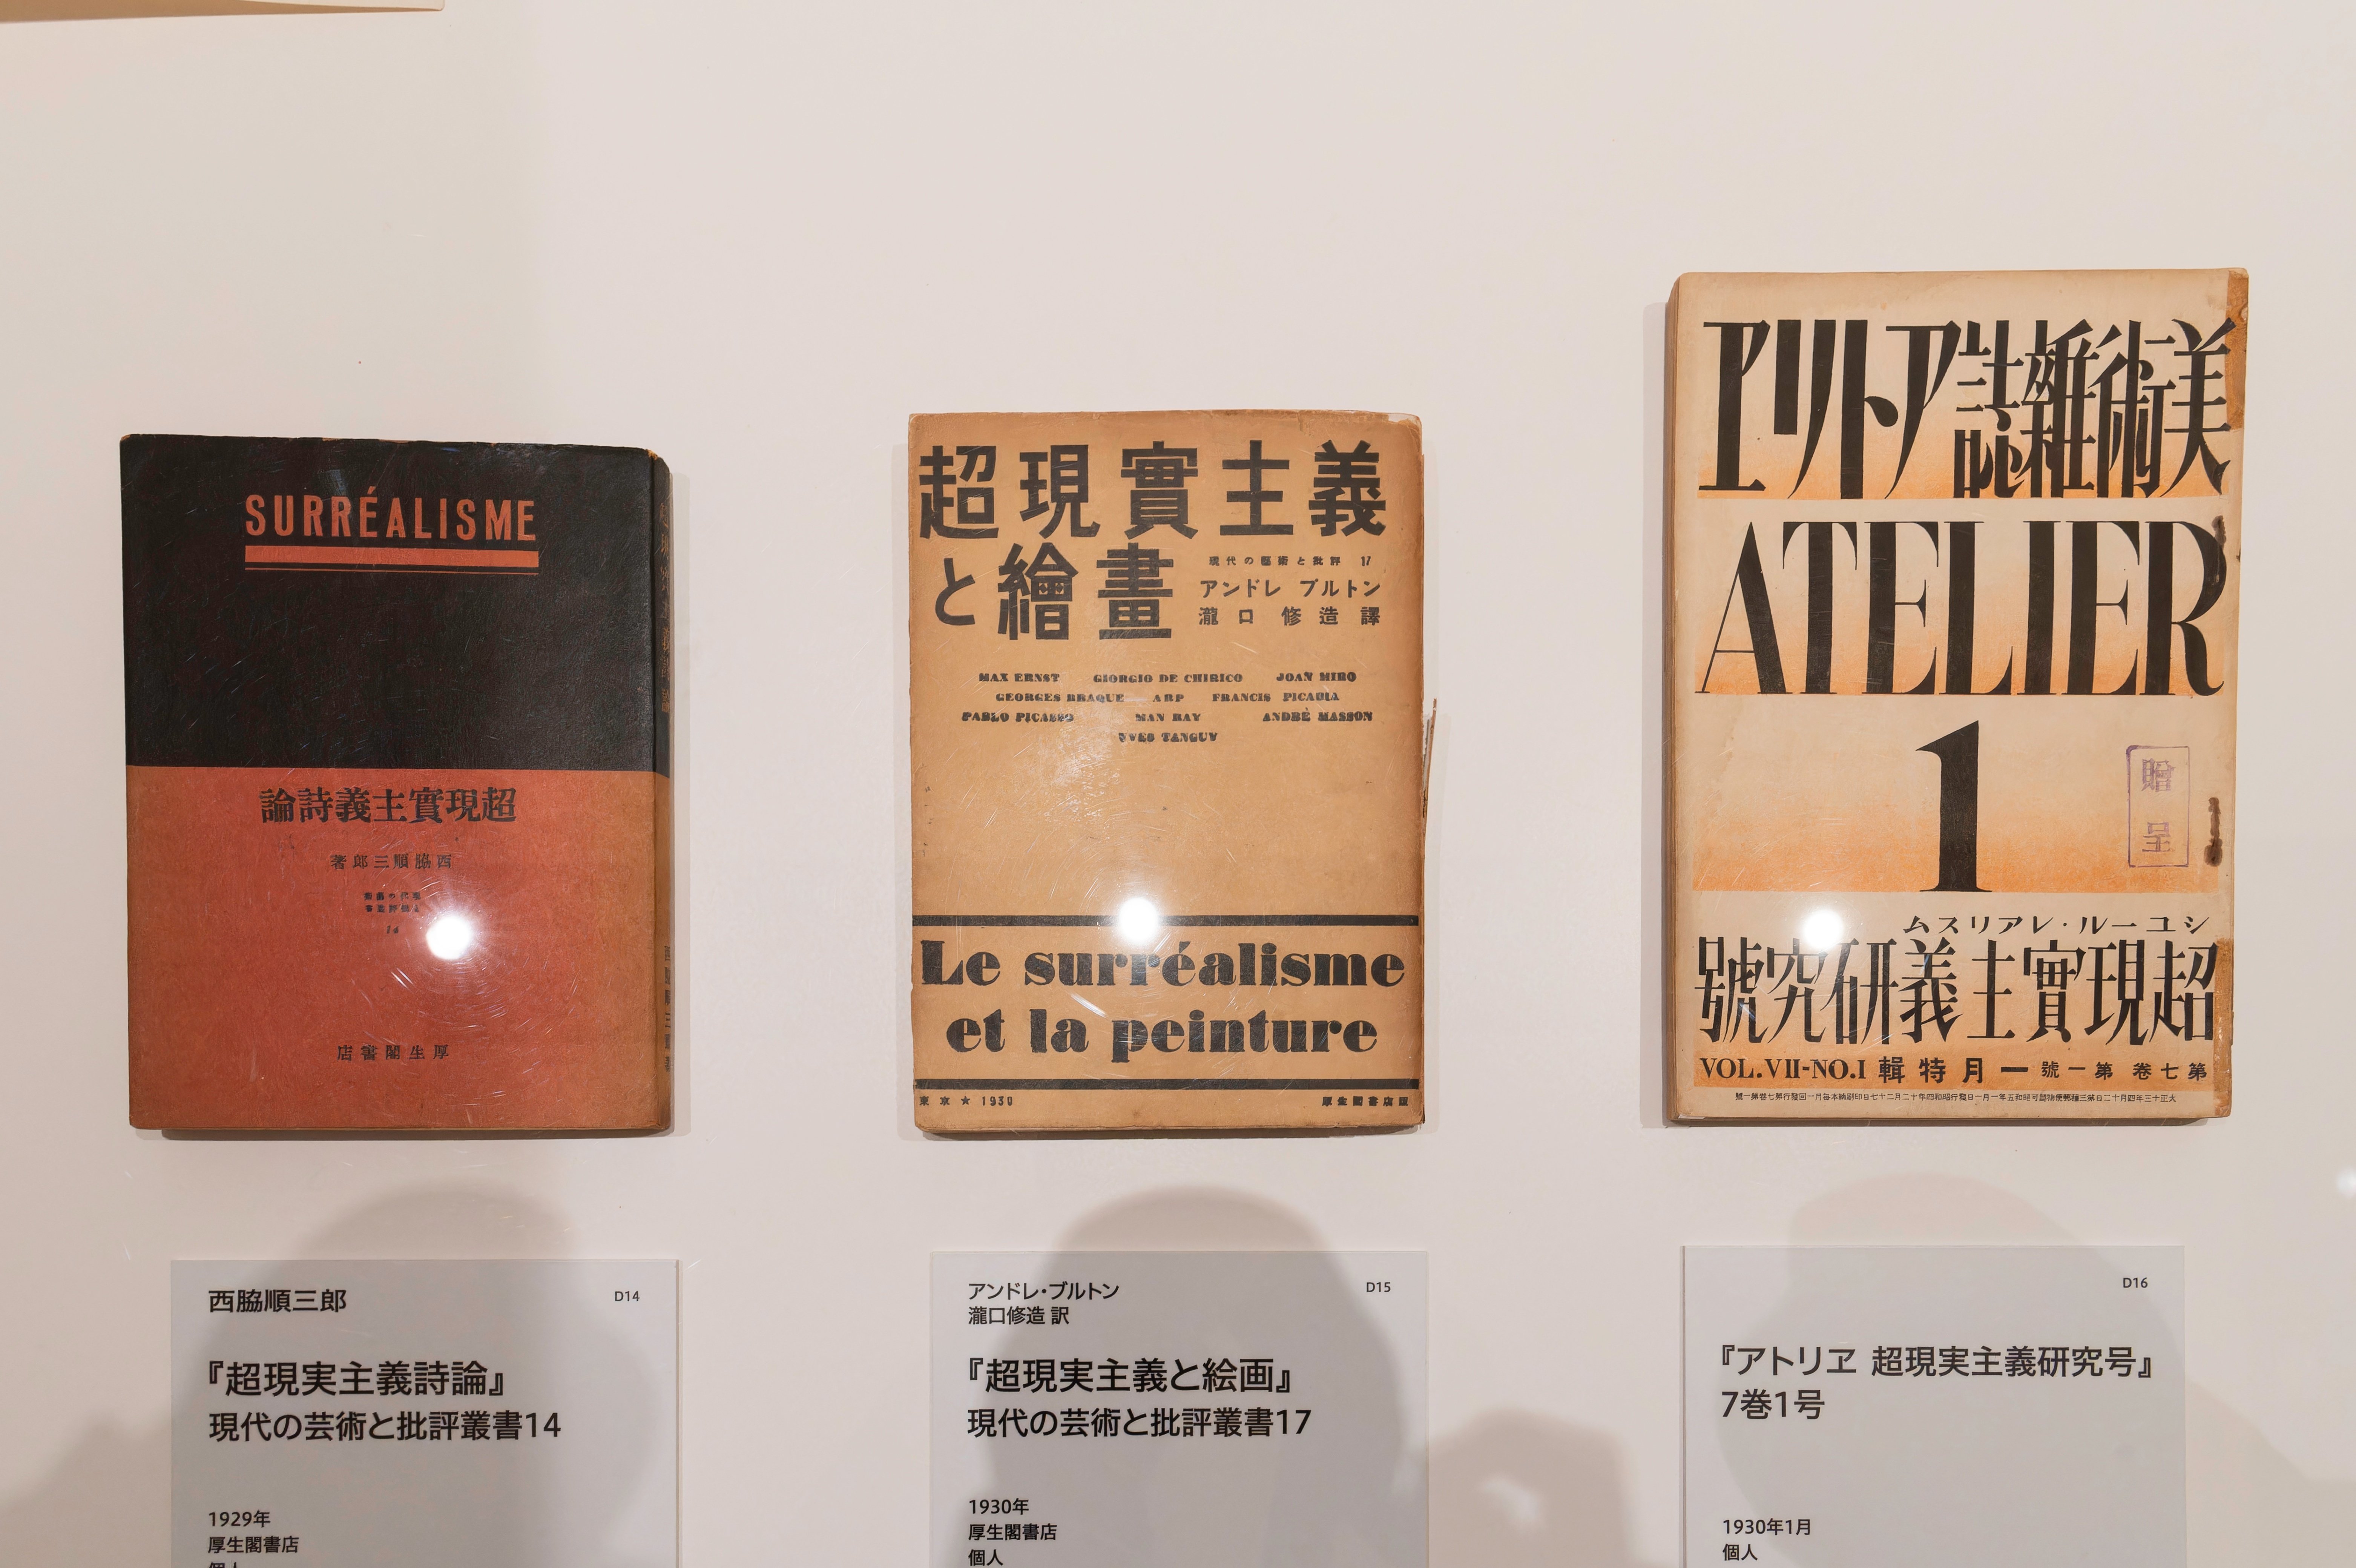 SURRÉALISME
論詩義主實現超
著郎三順脇西
14
店書閣生厚
西脇順三郎
D14
『超現実主義詩論』
現代の芸術と批評叢書14
1929年
厚生閣書店
個人
超現實主義
と繪畫
現代の藝術と批評 17
アンドレ ブルトン
瀧口修造譯
MAX ERNST GIORGIO DE CHIRICO JOAN MIRO
GEORGES BRAQUE ARP FRANCIS PICABIA
PABLO PICASSO MAN RAY ANDRÉ MASSON
YVES TANGUY
Le surréalisme
et la peinture
東京★1930
厚生閣書店版
アンドレ・ブルトン
瀧口修造 訳
D15
『超現実主義と絵画』
現代の芸術と批評叢書17
1930年
厚生閣書店
個人
ヱリトア誌雜術美
ATELIER
1
贈呈
ムスリアレ・ルーユシ
號究研義主實現超
VOL.VII-NO.I 輯特月一 號一第 卷七第
D16
『アトリヱ 超現実主義研究号』
7巻1号
1930年1月
個人